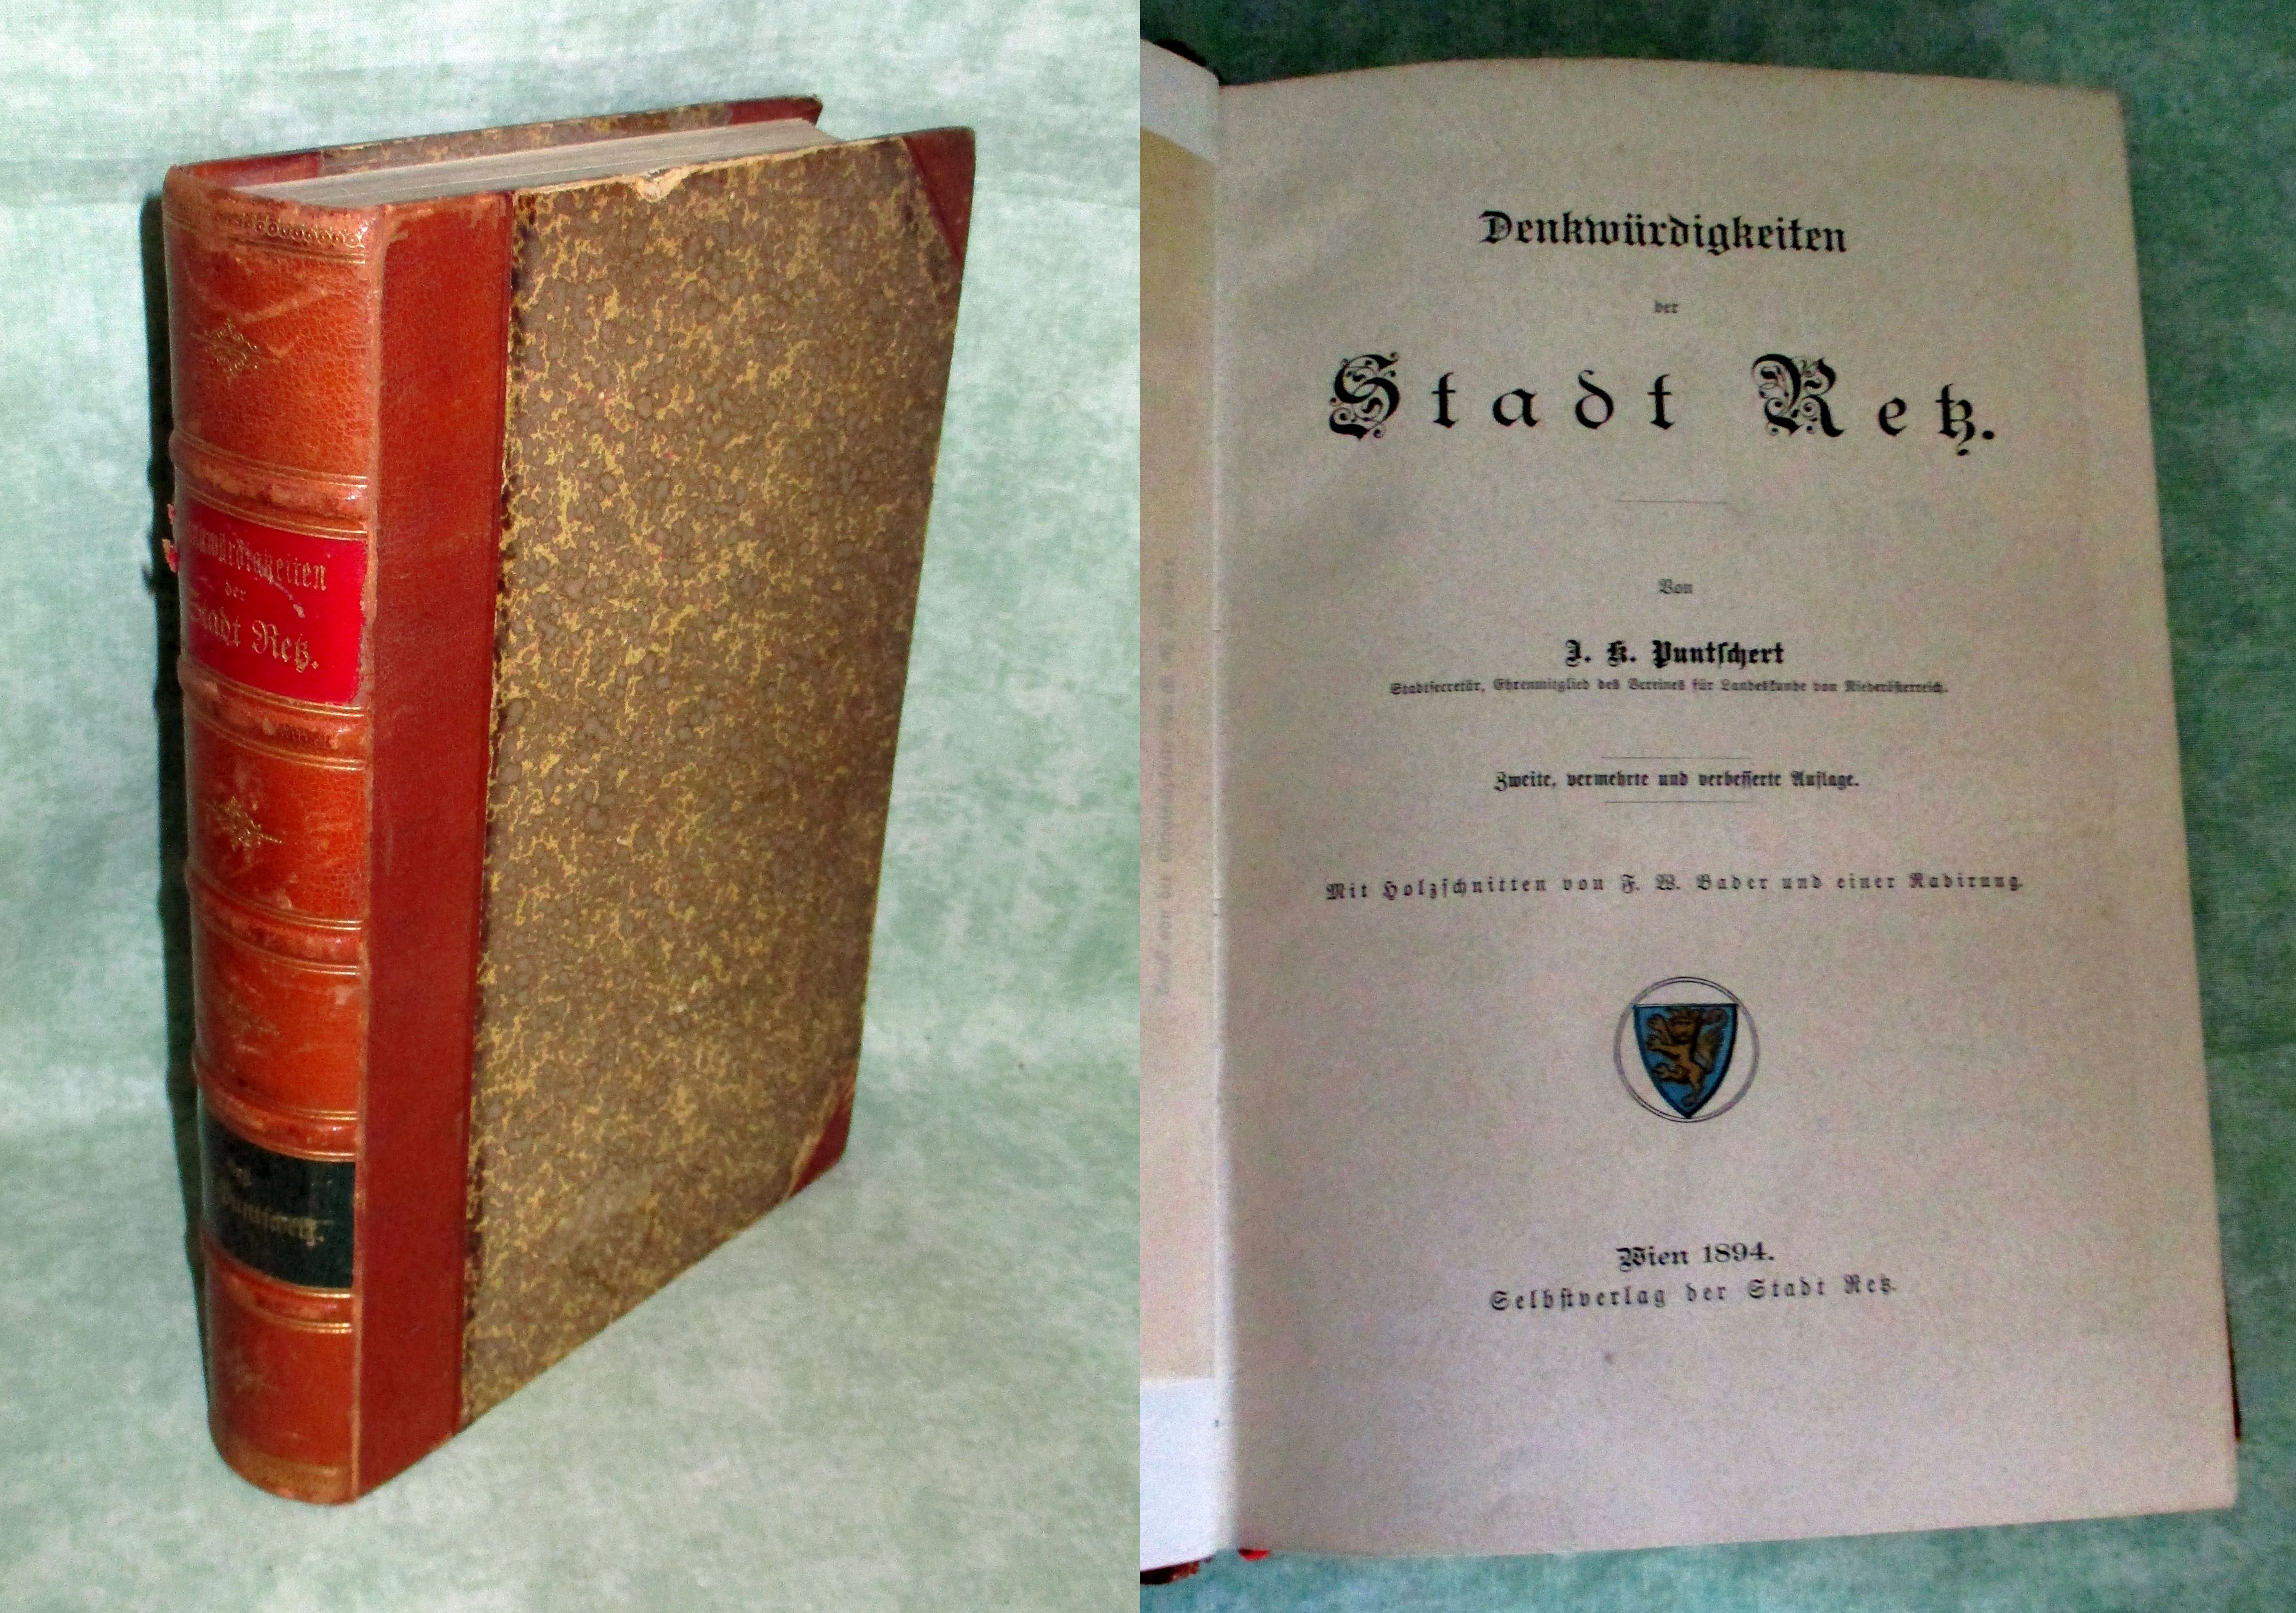 der
Stadt Retz.
Denkwürdigkeiten
der
Stadt Retz.
Von
J. K. Puntschert
Stadtsecretär, Ehrenmitglied des Vereines für Landeskunde von Niederösterreich.
Zweite, vermehrte und verbesserte Auflage.
Mit Holzschnitten von F. W. Bader und einer Radirung.
Wien 1894.
Selbstverlag der Stadt Retz.